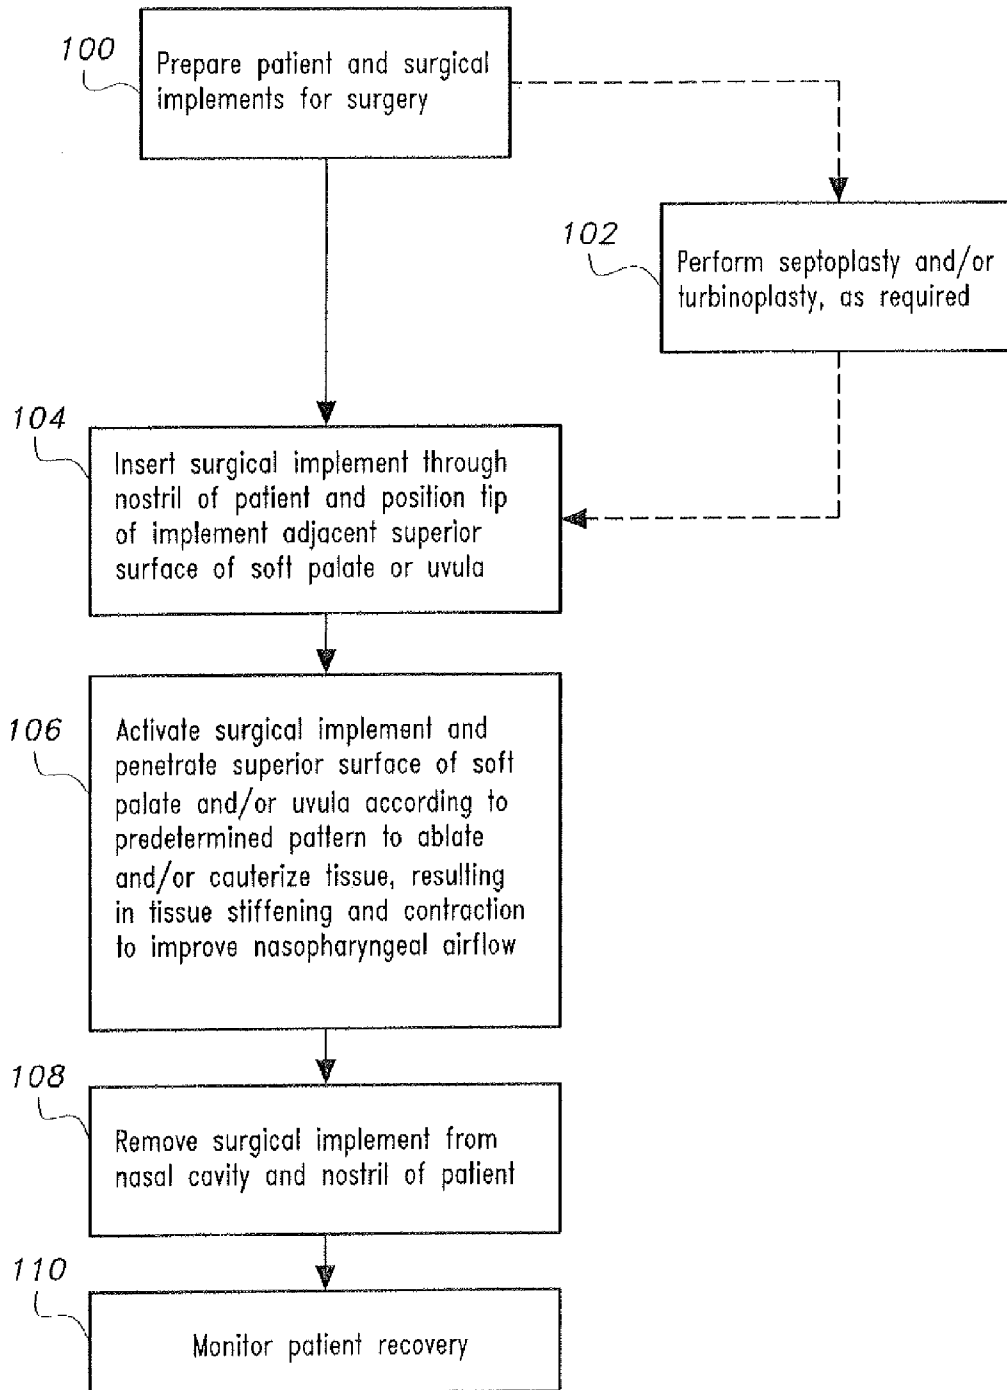 100
Prepare patient and surgical
implements for surgery
102
Perform septoplasty and/or
turbinoplasty, as required
104
Insert surgical implement through
nostril of patient and position tip
of implement adjacent superior
surface of soft palate or uvula
106
Activate surgical implement and
penetrate superior surface of soft
palate and/or uvula according to
predetermined pattern to ablate
and/or cauterize tissue, resulting
in tissue stiffening and contraction
to improve nasopharyngeal airflow
108
Remove surgical implement from
nasal cavity and nostril of patient
110
Monitor patient recovery